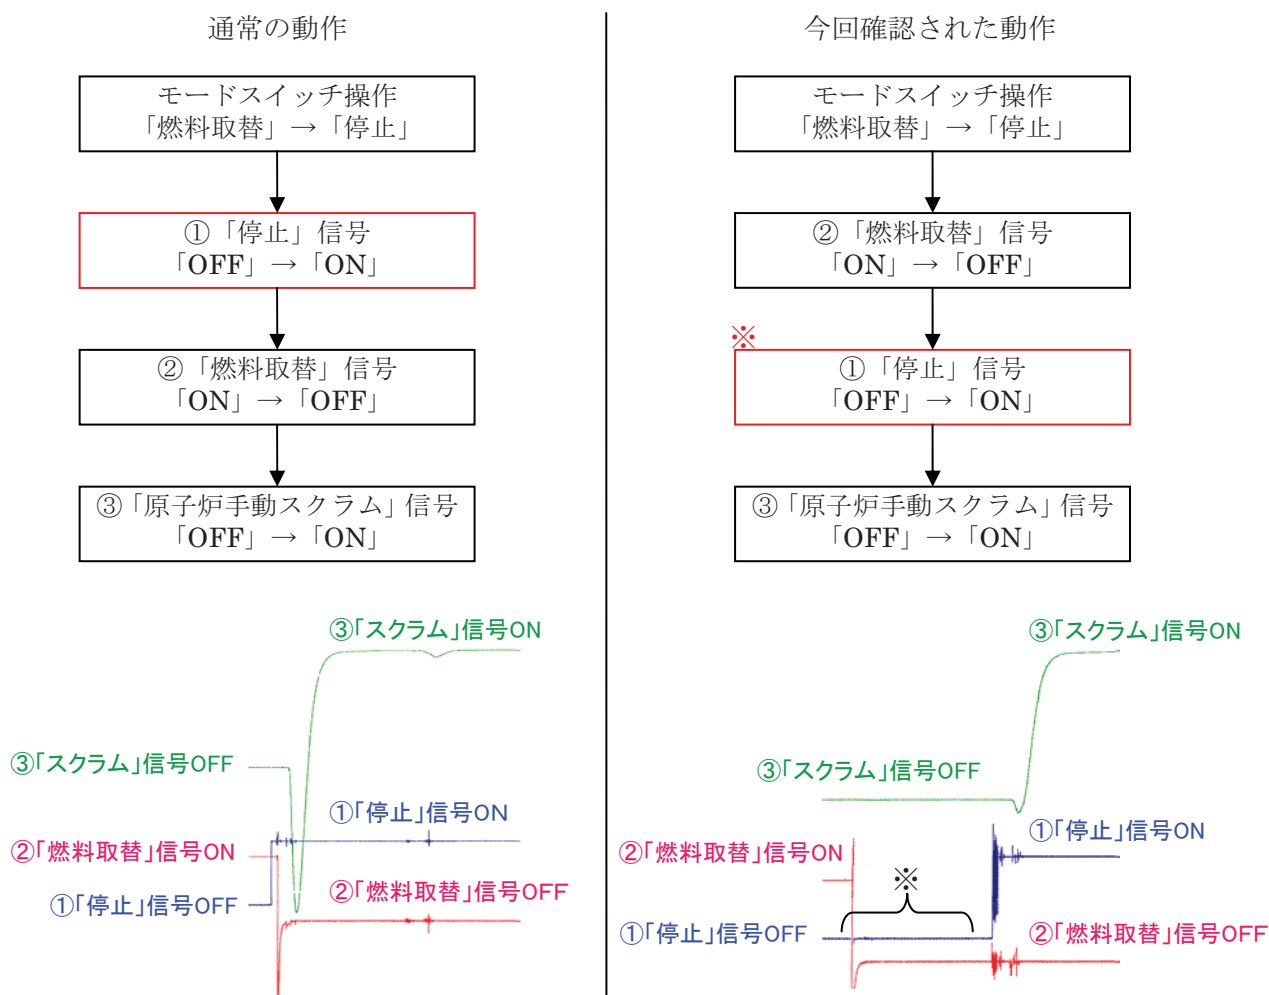 通常の動作
モードスイッチ操作
「燃料取替」→「停止」
①「停止」信号
「OFF」→「ON」
②「燃料取替」信号
「ON」→「OFF」
③「原子炉手動スクラム」信号
「OFF」→「ON」
③「スクラム」信号ON
③「スクラム」信号OFF
①「停止」信号ON
②「燃料取替」信号ON
②「燃料取替」信号OFF
①「停止」信号OFF
今回確認された動作
モードスイッチ操作
「燃料取替」→「停止」
②「燃料取替」信号
「ON」→「OFF」
※
①「停止」信号
「OFF」→「ON」
③「原子炉手動スクラム」信号
「OFF」→「ON」
③「スクラム」信号ON
③「スクラム」信号OFF
①「停止」信号ON
②「燃料取替」信号ON
※
①「停止」信号OFF
②「燃料取替」信号OFF